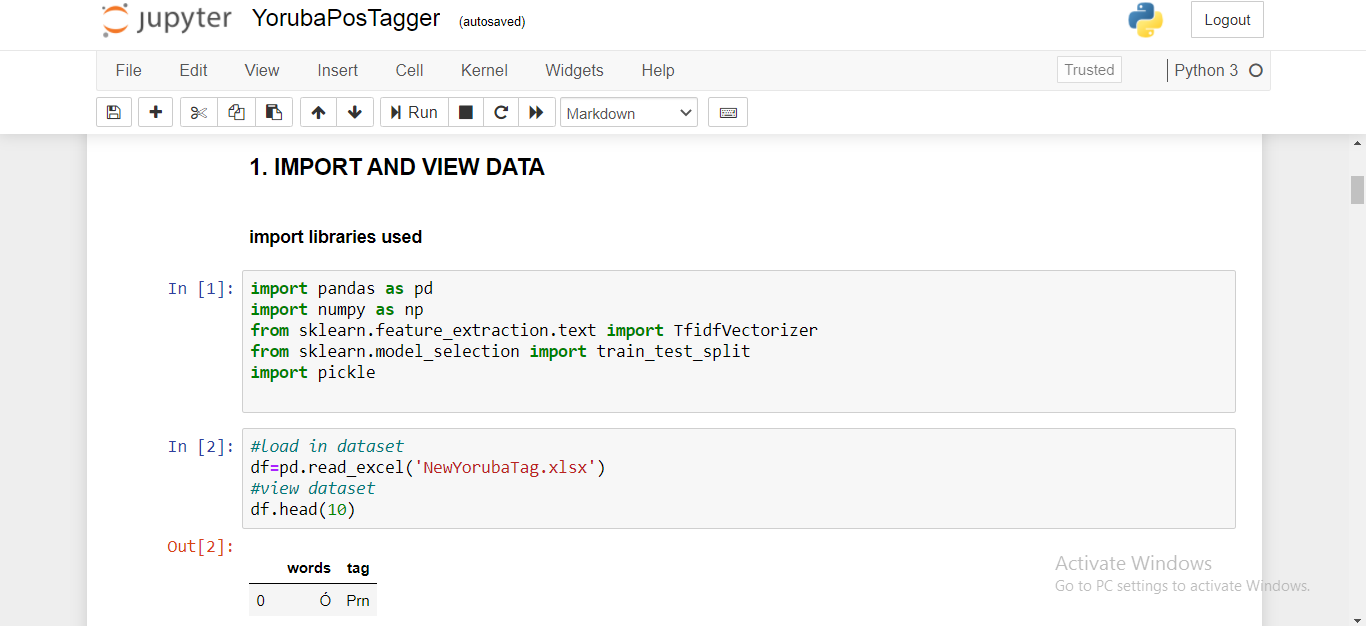 jupyter YorubaPosTagger (autosaved)
Logout
File Edit View Insert Cell Kernel Widgets Help
Trusted
Python 3
Run
Markdown
1. IMPORT AND VIEW DATA
import libraries used
In [1]:
import pandas as pd
import numpy as np
from sklearn.feature_extraction.text import TfidfVectorizer
from sklearn.model_selection import train_test_split
import pickle
In [2]:
#load in dataset
df=pd.read_excel('NewYorubaTag.xlsx')
#view dataset
df.head(10)
Out[2]:
words tag
0 Ó Prn
Activate Windows
Go to PC settings to activate Windows.